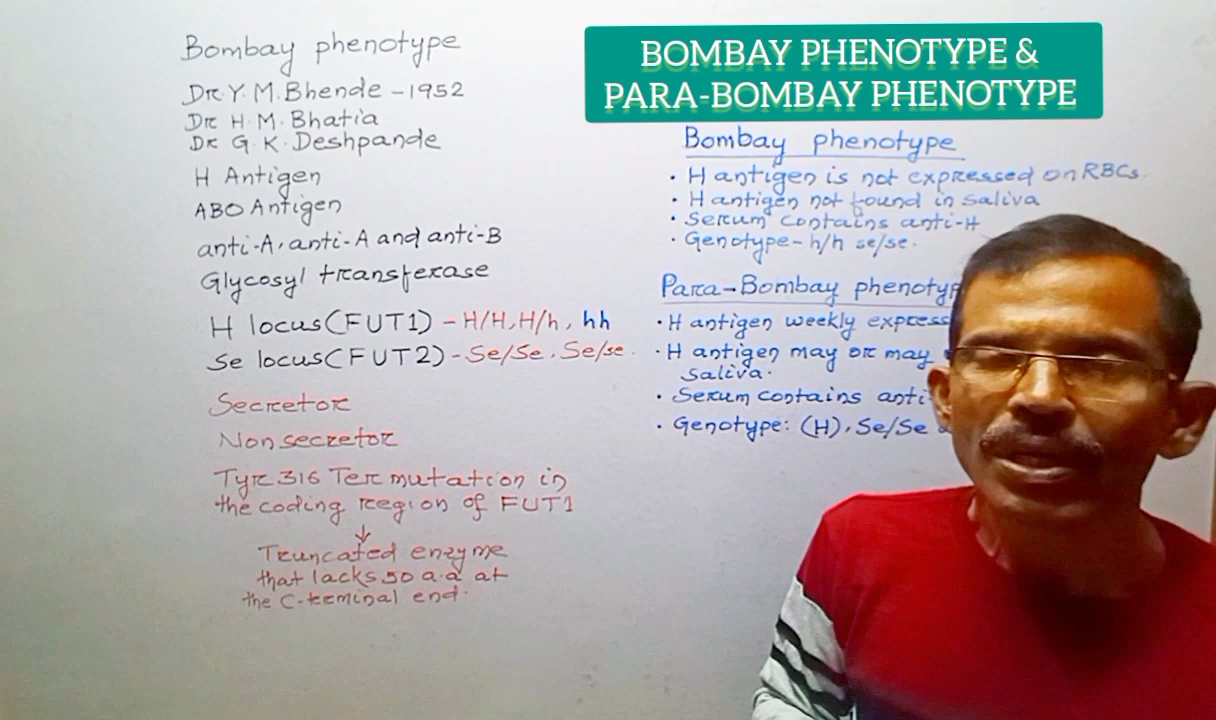 Bombay phenotype
Dr Y. M. Bhende - 1952
Dr H. M. Bhatia
Dr G. K. Deshpande
H Antigen
ABO Antigen
anti-A, anti-A and anti-B
Glycosyl transferase
H locus (FUT1) - H/H, H/h, hh
Se locus (FUT2) - Se/Se, Se/se.
Secretor
Nonsecretor
Tyr 316 Ter mutation in
the coding region of FUT1
↓
Truncated enzyme
that lacks 50 a.a at
the C-terminal end.
BOMBAY PHENOTYPE &
PARA-BOMBAY PHENOTYPE
Bombay phenotype
• H antigen is not expressed on RBCs.
• H antigen not found in saliva
• Serum contains anti-H
• Genotype - h/h se/se.
Para-Bombay phenotyp
• H antigen weekly express
• H antigen may or may
saliva.
• Serum contains anti-
• Genotype: (H), Se/Se